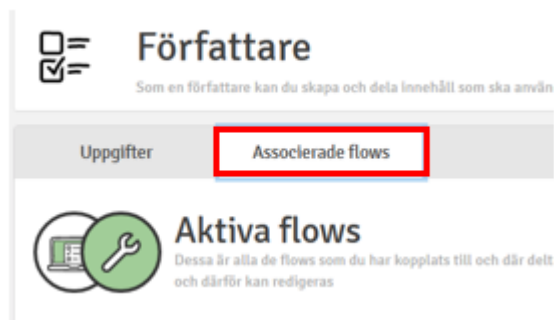 Författare
Som en författare kan du skapa och dela innehåll som ska använ
Uppgifter
Associerade flows
Aktiva flows
Dessa är alla de flows som du har kopplats till och där delt
och därför kan redigeras